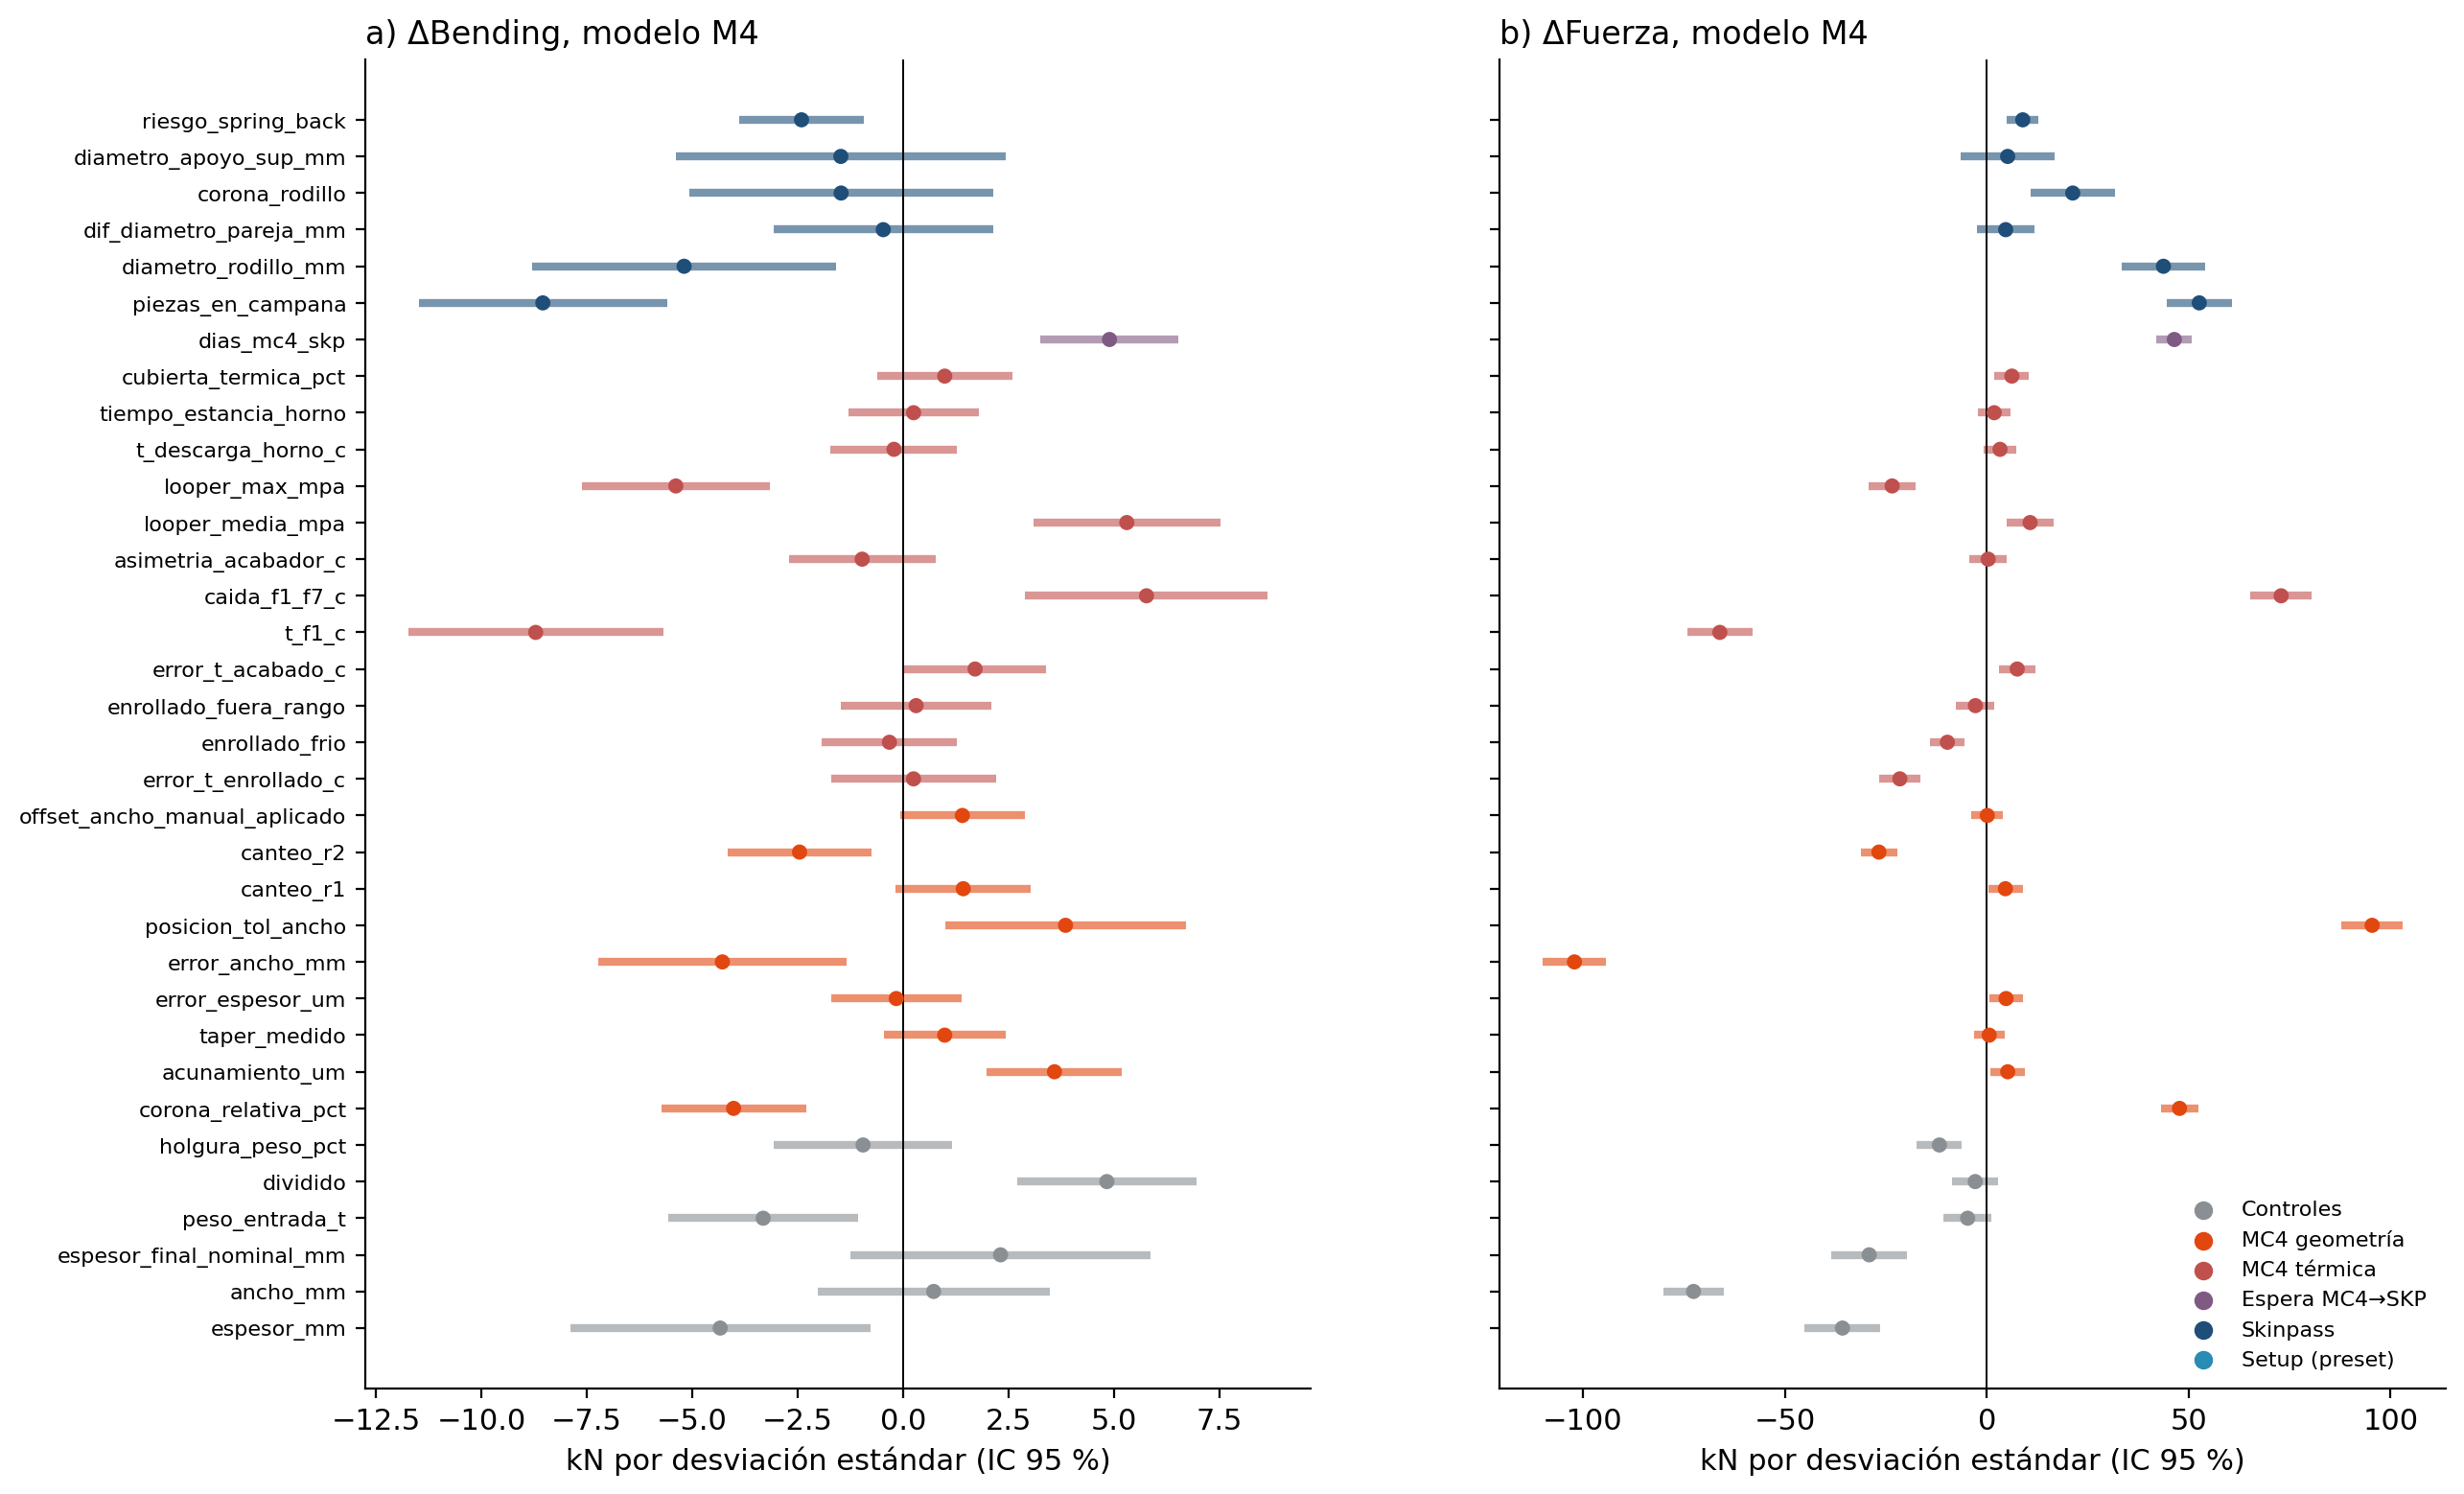 a) ΔBending, modelo M4
riesgo_spring_back
diametro_apoyo_sup_mm
corona_rodillo
dif_diametro_pareja_mm
diametro_rodillo_mm
piezas_en_campana
dias_mc4_skp
cubierta_termica_pct
tiempo_estancia_horno
t_descarga_horno_c
looper_max_mpa
looper_media_mpa
asimetria_acabador_c
caida_f1_f7_c
t_f1_c
error_t_acabado_c
enrollado_fuera_rango
enrollado_frio
error_t_enrollado_c
offset_ancho_manual_aplicado
canteo_r2
canteo_r1
posicion_tol_ancho
error_ancho_mm
error_espesor_um
taper_medido
acunamiento_um
corona_relativa_pct
holgura_peso_pct
dividido
peso_entrada_t
espesor_final_nominal_mm
ancho_mm
espesor_mm
−12.5 −10.0 −7.5 −5.0 −2.5 0.0 2.5 5.0 7.5
kN por desviación estándar (IC 95 %)
b) ΔFuerza, modelo M4
Controles
MC4 geometría
MC4 térmica
Espera MC4→SKP
Skinpass
Setup (preset)
−100 −50 0 50 100
kN por desviación estándar (IC 95 %)